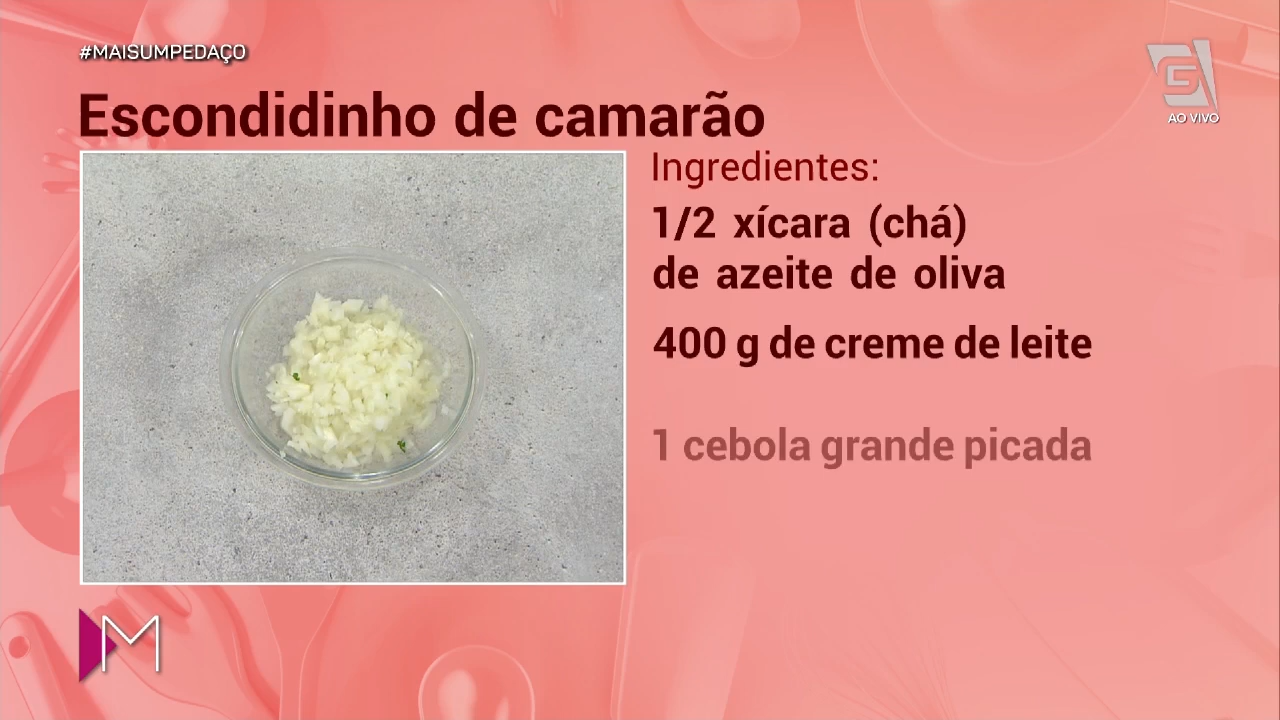 #MAISUMPEDAÇO
Escondidinho de camarão
AO VIVO
Ingredientes:
1/2 xícara (chá)
de azeite de oliva
400 g de creme de leite
1 cebola grande picada
M